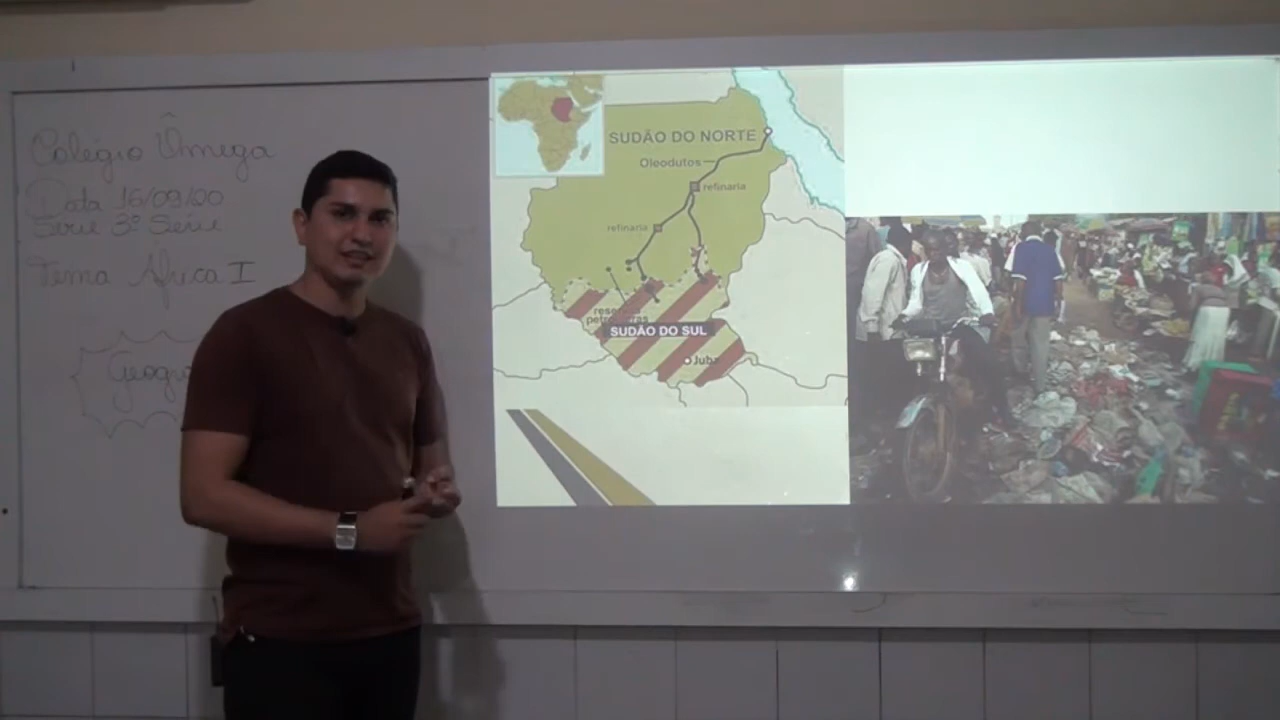 Colégio Ômega
Data 16/09/20
Série 3ª Série
Tema África I
SUDÃO DO NORTE
Oleodutos
refinaria
refinaria
SUDÃO DO SUL
Juba